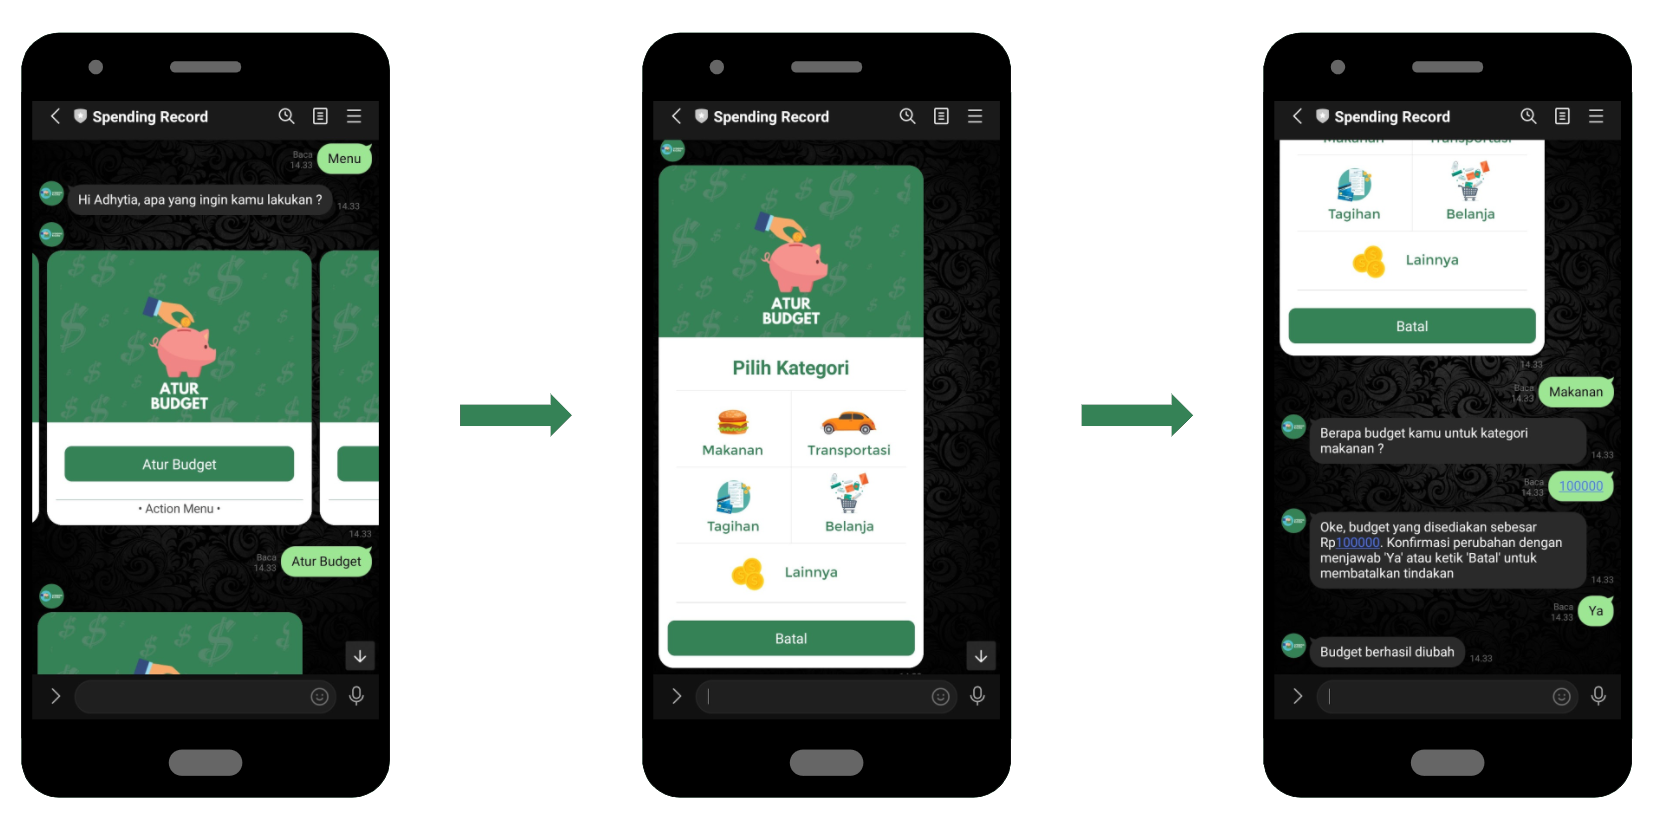 Spending Record
Baca
14.33
Menu
Hi Adhytia, apa yang ingin kamu lakukan ?
14.33
ATUR
BUDGET
Atur Budget
• Action Menu •
14.33
Baca
14.33
Atur Budget
Spending Record
ATUR
BUDGET
Pilih Kategori
Makanan
Transportasi
Tagihan
Belanja
Lainnya
Batal
Spending Record
Makanan
Transportasi
Tagihan
Belanja
Lainnya
Batal
14.33
Baca
14.33
Makanan
Berapa budget kamu untuk kategori
makanan ?
14.33
Baca
14.33
100000
Oke, budget yang disediakan sebesar
Rp100000. Konfirmasi perubahan dengan
menjawab 'Ya' atau ketik 'Batal' untuk
membatalkan tindakan
14.33
Baca
14.33
Ya
Budget berhasil diubah
14.33